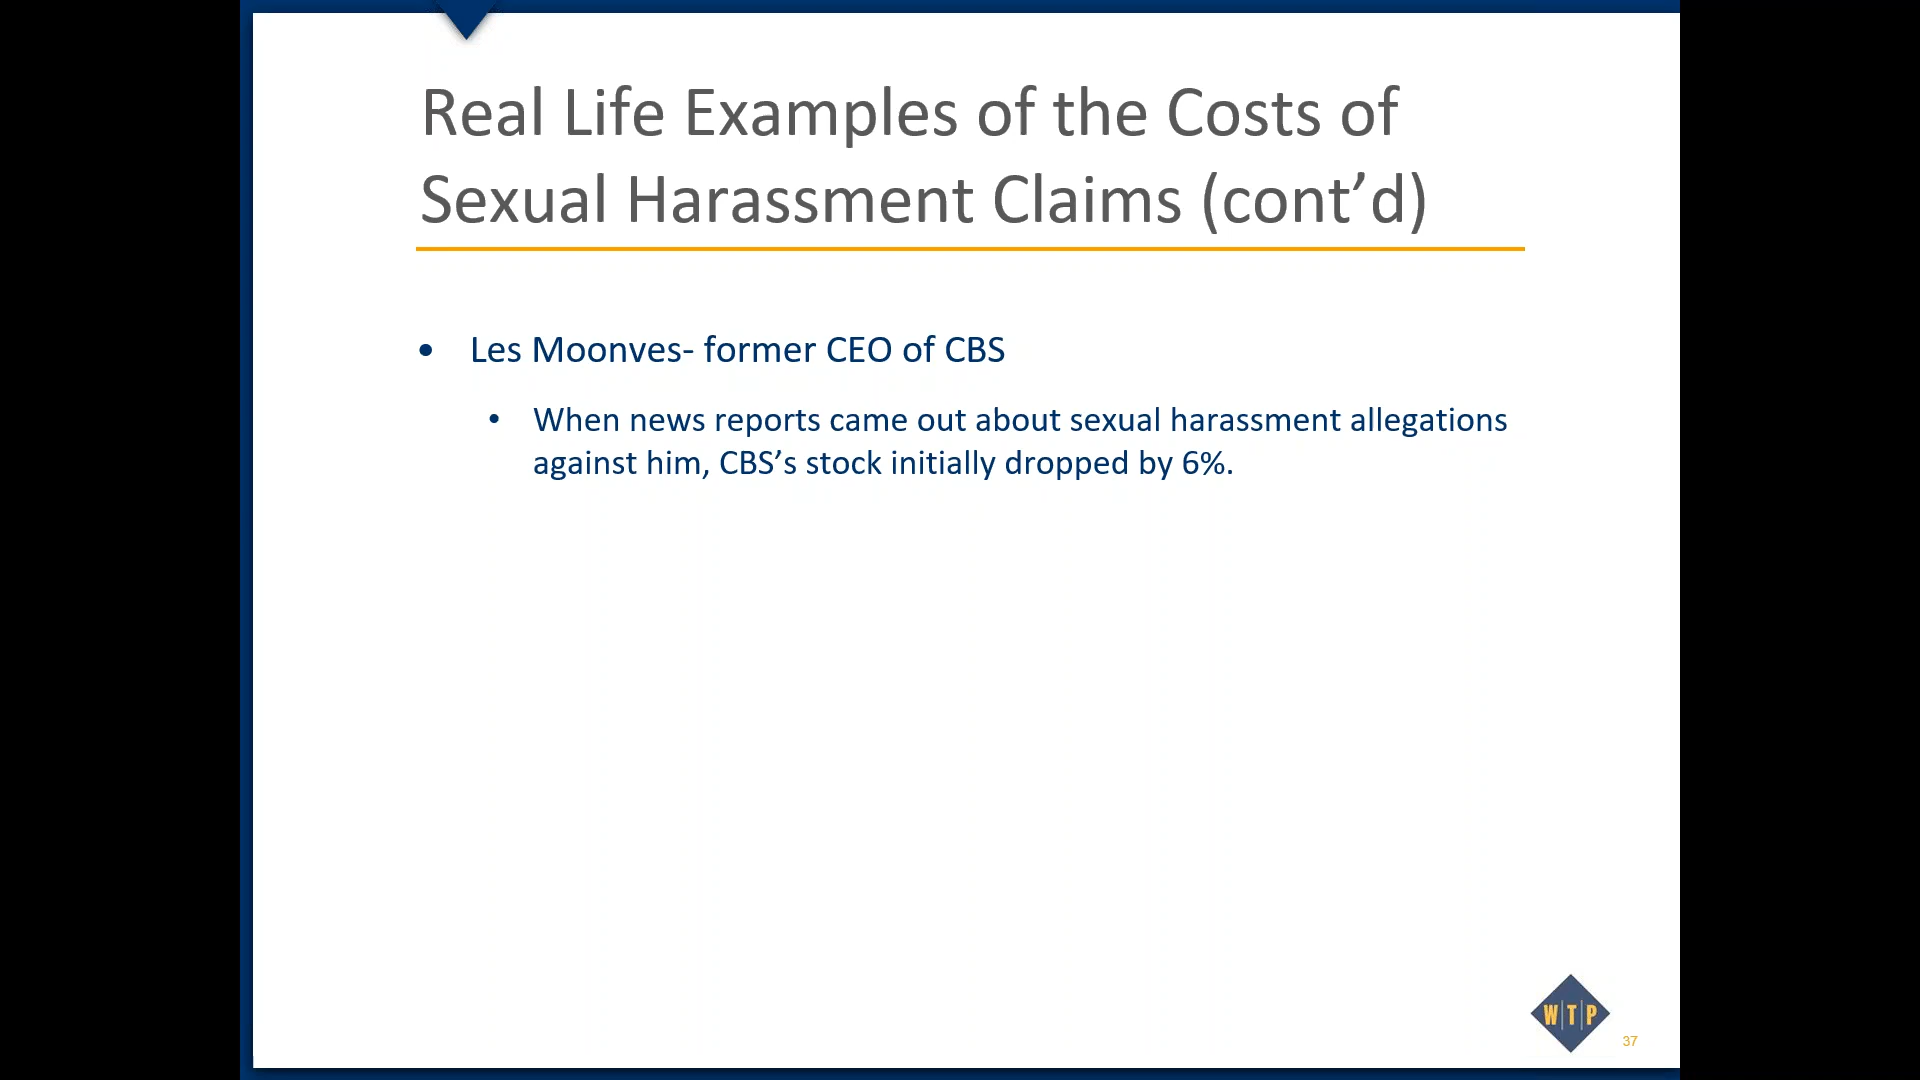 Real Life Examples of the Costs of
Sexual Harassment Claims (cont’d)
• Les Moonves- former CEO of CBS
• When news reports came out about sexual harassment allegations
against him, CBS’s stock initially dropped by 6%.
W|T|P
37